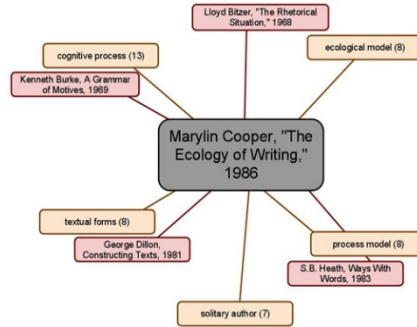 Lloyd Bitzer, "The Rhetorical
Situation," 1968
ecological model (8)
cognitive process (13)
Kenneth Burke, A Grammar
of Motives, 1969
Marylin Cooper, "The
Ecology of Writing,"
1986
textual forms (8)
George Dillon,
Constructing Texts, 1981
process model (8)
S.B. Heath, Ways With
Words, 1983
solitary author (7)